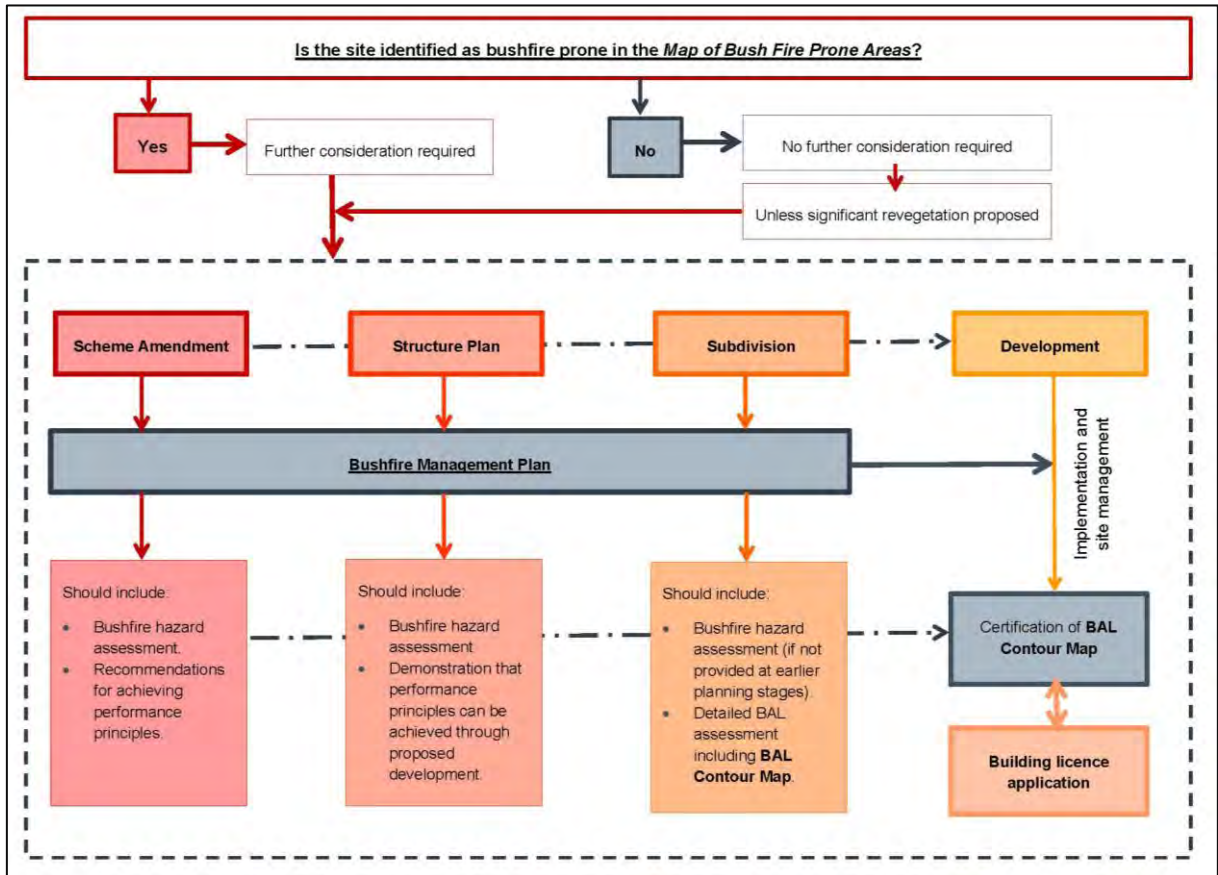 Is the site identified as bushfire prone in the Map of Bush Fire Prone Areas?
Yes
Further consideration required
No
No further consideration required
Unless significant revegetation proposed
Scheme Amendment
Structure Plan
Subdivision
Development
Bushfire Management Plan
Implementation and
site management
Should include:
• Bushfire hazard
assessment.
• Recommendations
for achieving
performance
principles.
Should include:
• Bushfire hazard
assessment
• Demonstration that
performance
principles can be
achieved through
proposed
development.
Should include:
• Bushfire hazard
assessment (if not
provided at earlier
planning stages).
• Detailed BAL
assessment
including BAL
Contour Map.
Certification of BAL
Contour Map
Building licence
application